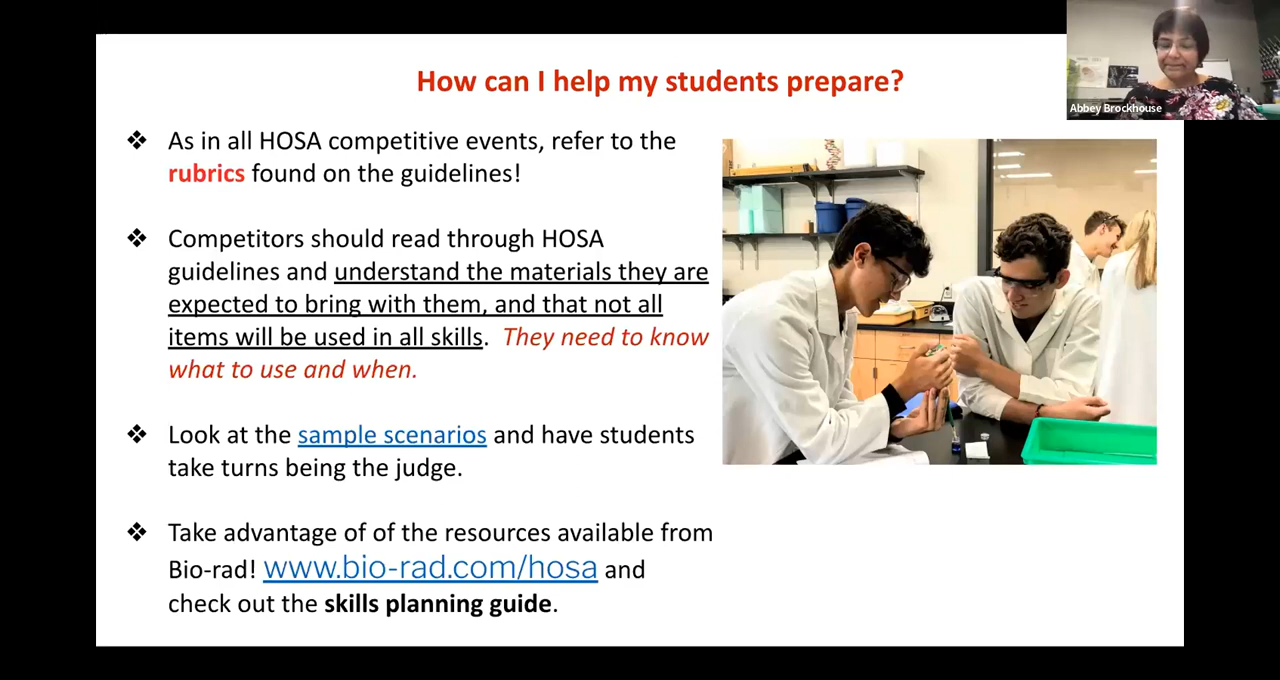 How can I help my students prepare?
Abbey Brockhouse
❖ As in all HOSA competitive events, refer to the
rubrics found on the guidelines!
❖ Competitors should read through HOSA
guidelines and understand the materials they are
expected to bring with them, and that not all
items will be used in all skills. They need to know
what to use and when.
❖ Look at the sample scenarios and have students
take turns being the judge.
❖ Take advantage of of the resources available from
Bio-rad! www.bio-rad.com/hosa and
check out the skills planning guide.